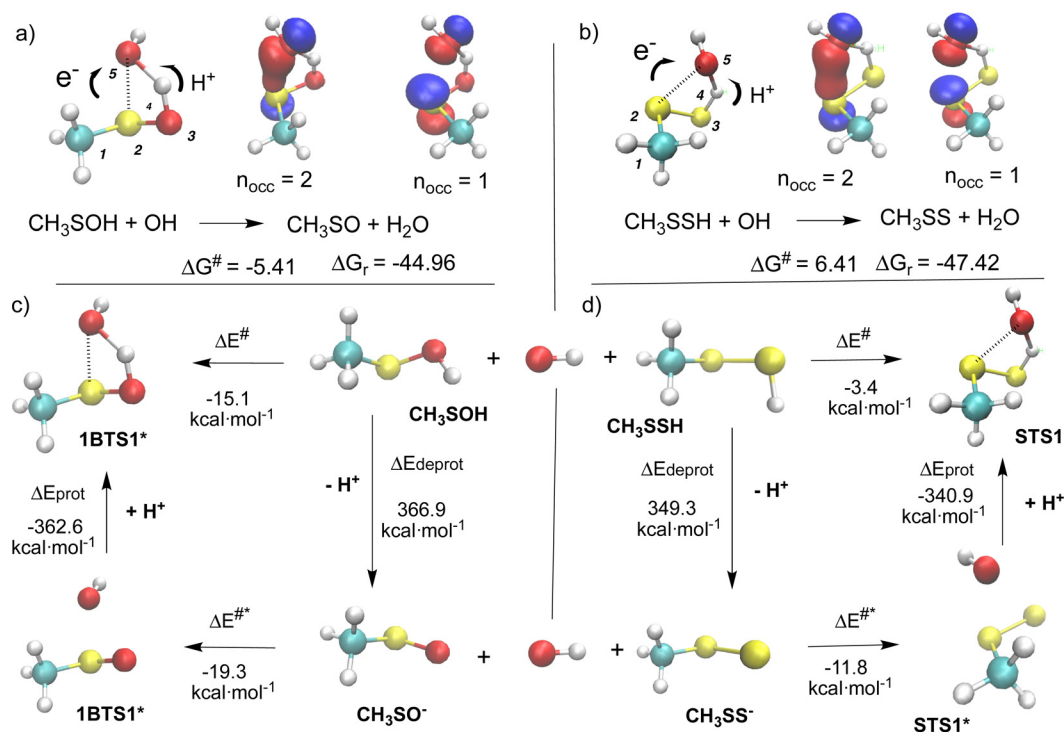 a)
e⁻
5
4
H⁺
1
2
3
n_occ = 2
n_occ = 1
CH₃SOH + OH → CH₃SO + H₂O
ΔG^# = -5.41 ΔG_r = -44.96
b)
e⁻
5
4
H⁺
2
3
1
H
n_occ = 2
n_occ = 1
CH₃SSH + OH → CH₃SS + H₂O
ΔG^# = 6.41 ΔG_r = -47.42
c)
ΔE^#
-15.1
kcal·mol⁻¹
1BTS1*
+
CH₃SOH
+
CH₃SSH
d)
ΔE^#
-3.4
kcal·mol⁻¹
STS1
ΔEprot
-362.6
kcal·mol⁻¹
+ H⁺
- H⁺
ΔEdeprot
366.9
kcal·mol⁻¹
ΔEdeprot
349.3
kcal·mol⁻¹
- H⁺
ΔEprot
-340.9
kcal·mol⁻¹
+ H⁺
ΔE^#*
-19.3
kcal·mol⁻¹
1BTS1*
+
CH₃SO⁻
+
CH₃SS⁻
ΔE^#*
-11.8
kcal·mol⁻¹
STS1*